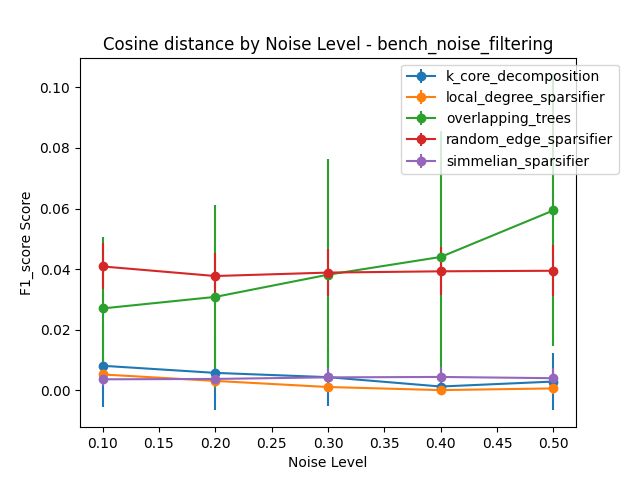 Cosine distance by Noise Level - bench_noise_filtering
k_core_decomposition
local_degree_sparsifier
overlapping_trees
random_edge_sparsifier
simmelian_sparsifier
F1_score Score
0.10
0.08
0.06
0.04
0.02
0.00
0.10 0.15 0.20 0.25 0.30 0.35 0.40 0.45 0.50
Noise Level